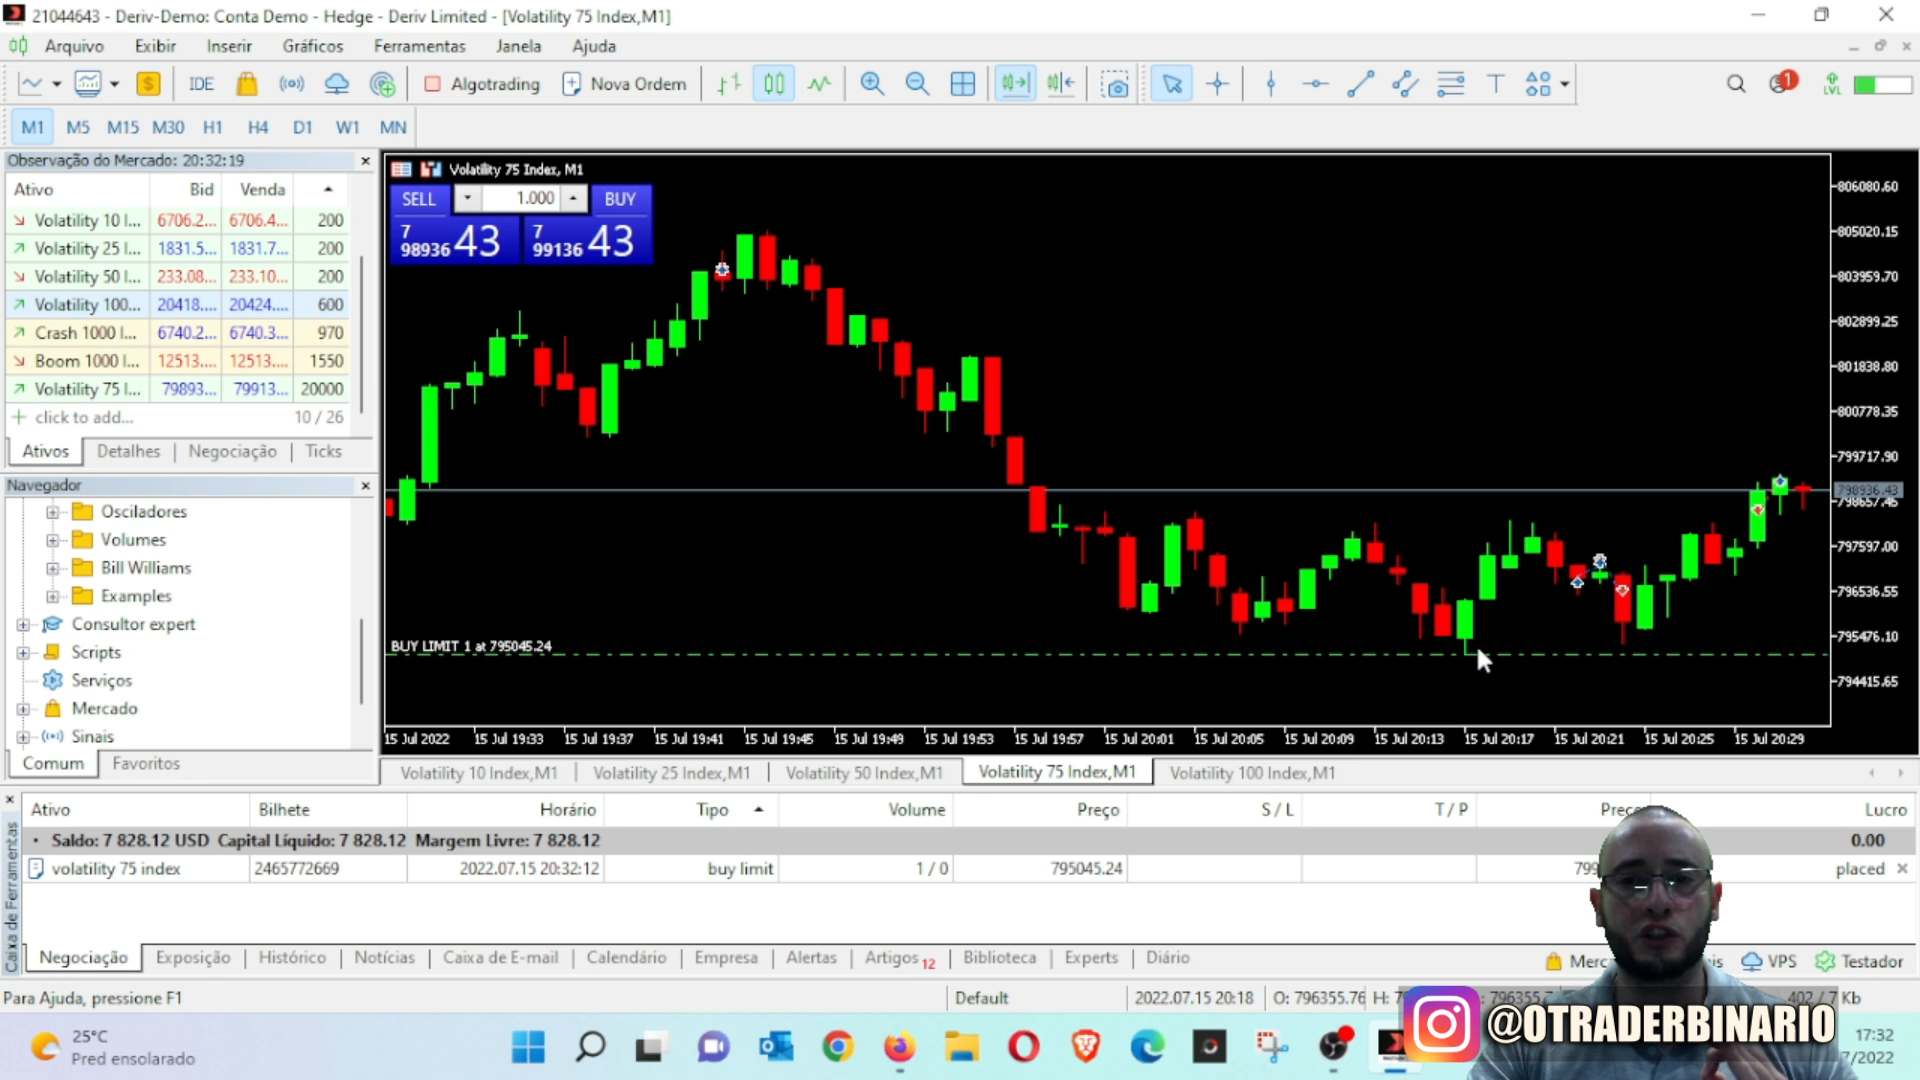 21044643 - Deriv-Demo: Conta Demo - Hedge - Deriv Limited - [Volatility 75 Index,M1]
Arquivo Exibir Inserir Gráficos Ferramentas Janela Ajuda
IDE Algotrading Nova Ordem 1 LVL
M1 M5 M15 M30 H1 H4 D1 W1 MN
Observação do Mercado: 20:32:19
Ativo Bid Venda
Volatility 10 I... 6706.2... 6706.4... 200
Volatility 25 I... 1831.5... 1831.7... 200
Volatility 50 I... 233.08... 233.10... 200
Volatility 100... 20418.... 20424.... 600
Crash 1000 I... 6740.2... 6740.3... 970
Boom 1000 I... 12513.... 12513.... 1550
Volatility 75 I... 79893... 79913... 20000
click to add... 10 / 26
Ativos Detalhes Negociação Ticks
Navegador
Osciladores
Volumes
Bill Williams
Examples
Consultor expert
Scripts
Serviços
Mercado
Sinais
Comum Favoritos
Volatility 75 Index, M1
SELL 1.000 BUY
7 98936 43 7 99136 43
BUY LIMIT 1 at 795045.24
806080.60
805020.15
803959.70
802899.25
801838.80
800778.35
799717.90
798936.43
798657.45
797597.00
796536.55
795476.10
794415.65
15 Jul 2022 15 Jul 19:33 15 Jul 19:37 15 Jul 19:41 15 Jul 19:45 15 Jul 19:49 15 Jul 19:53 15 Jul 19:57 15 Jul 20:01 15 Jul 20:05 15 Jul 20:09 15 Jul 20:13 15 Jul 20:17 15 Jul 20:21 15 Jul 20:25 15 Jul 20:29
Volatility 10 Index,M1 Volatility 25 Index,M1 Volatility 50 Index,M1 Volatility 75 Index,M1 Volatility 100 Index,M1
Caixa de Ferramentas
Ativo Bilhete Horário Tipo Volume Preço S / L T / P Preço Lucro
Saldo: 7 828.12 USD Capital Líquido: 7 828.12 Margem Livre: 7 828.12 0.00
volatility 75 index 2465772669 2022.07.15 20:32:12 buy limit 1 / 0 795045.24 placed
Negociação Exposição Histórico Notícias Caixa de E-mail Calendário Empresa Alertas Artigos 12 Biblioteca Experts Diário
VPS Testador
Para Ajuda, pressione F1 Default 2022.07.15 20:18 O: 796355.76 402 / 7 Kb
25°C
Pred ensolarado
@OTRADERBINARIO
17:32